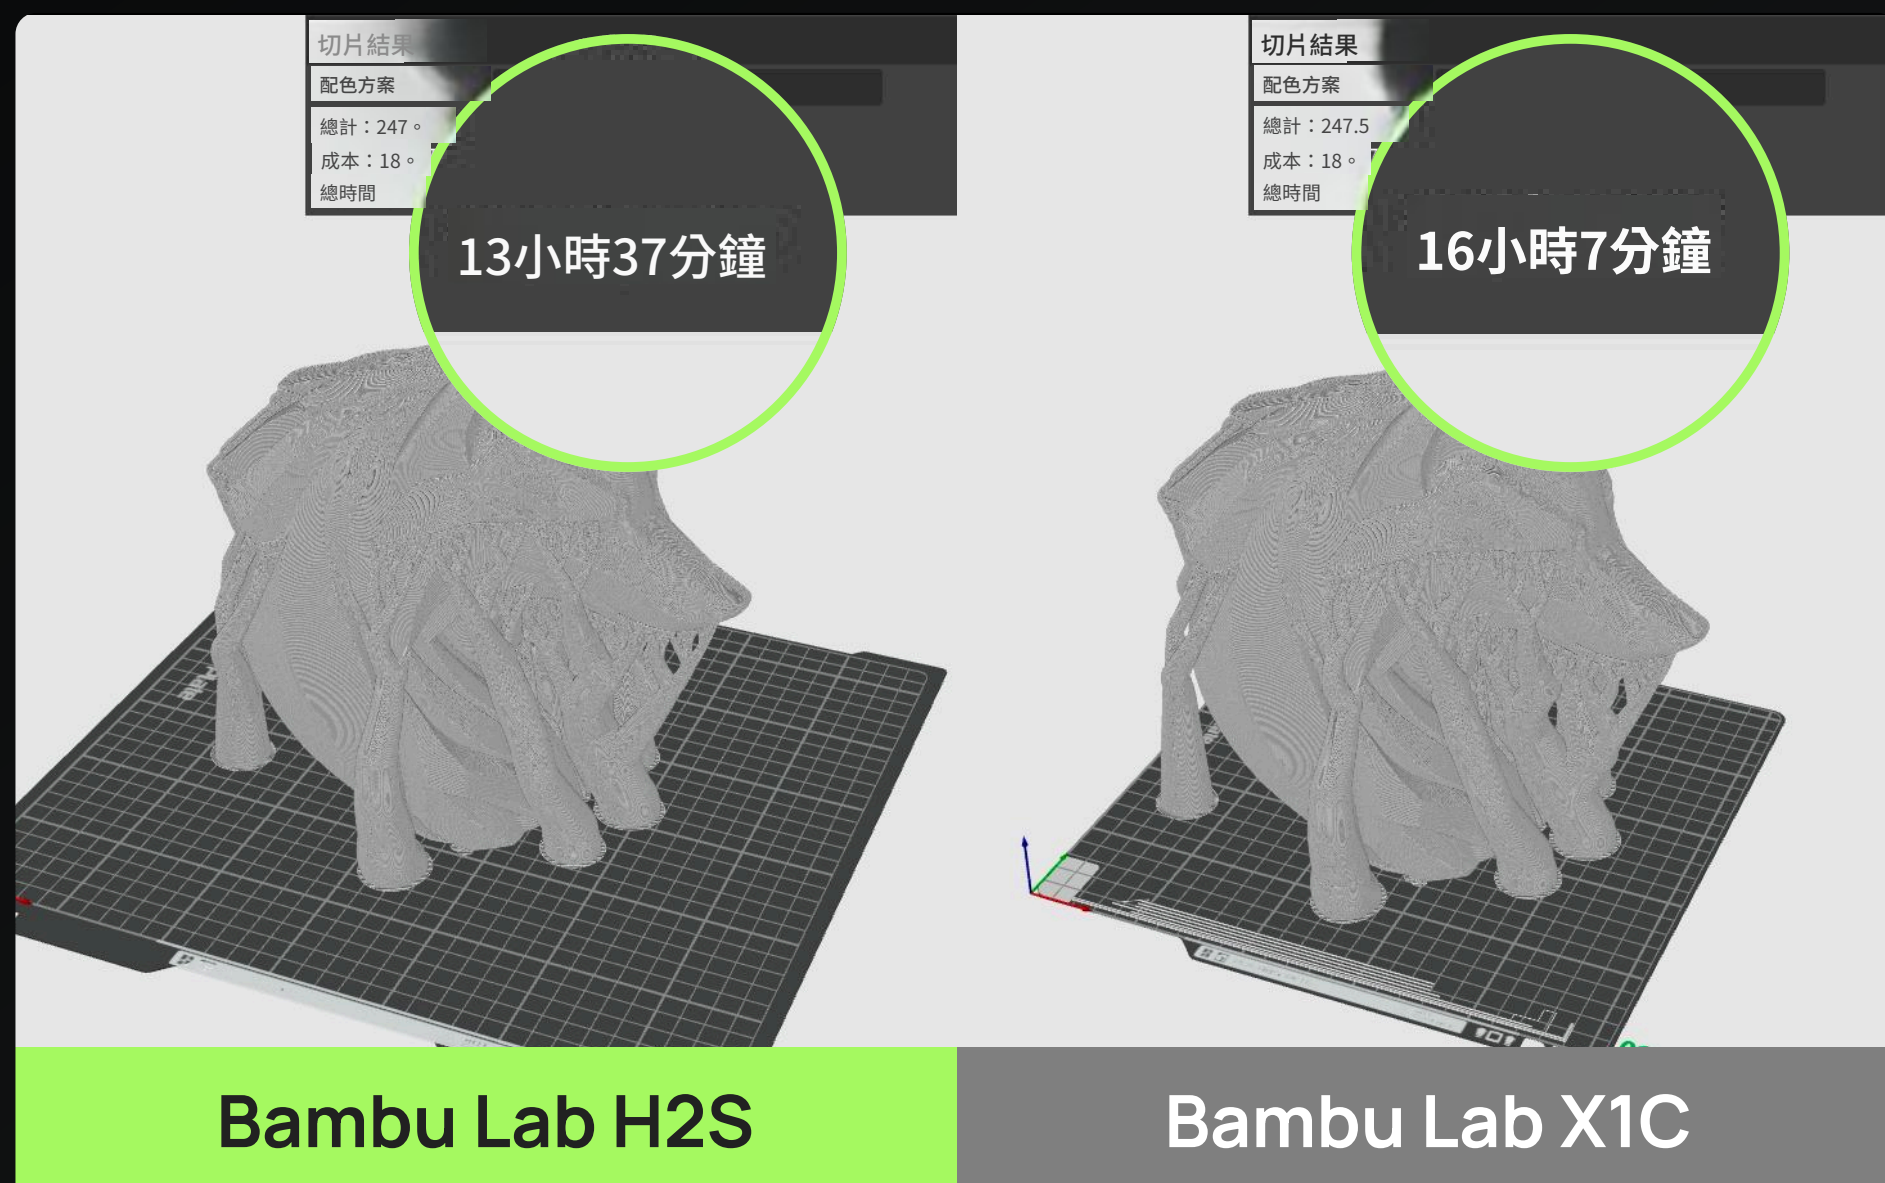 切片結果
配色方案
總計：247。
成本：18。
總時間
13小時37分鐘
切片結果
配色方案
總計：247.5
成本：18。
總時間
16小時7分鐘
Bambu Lab H2S
Bambu Lab X1C